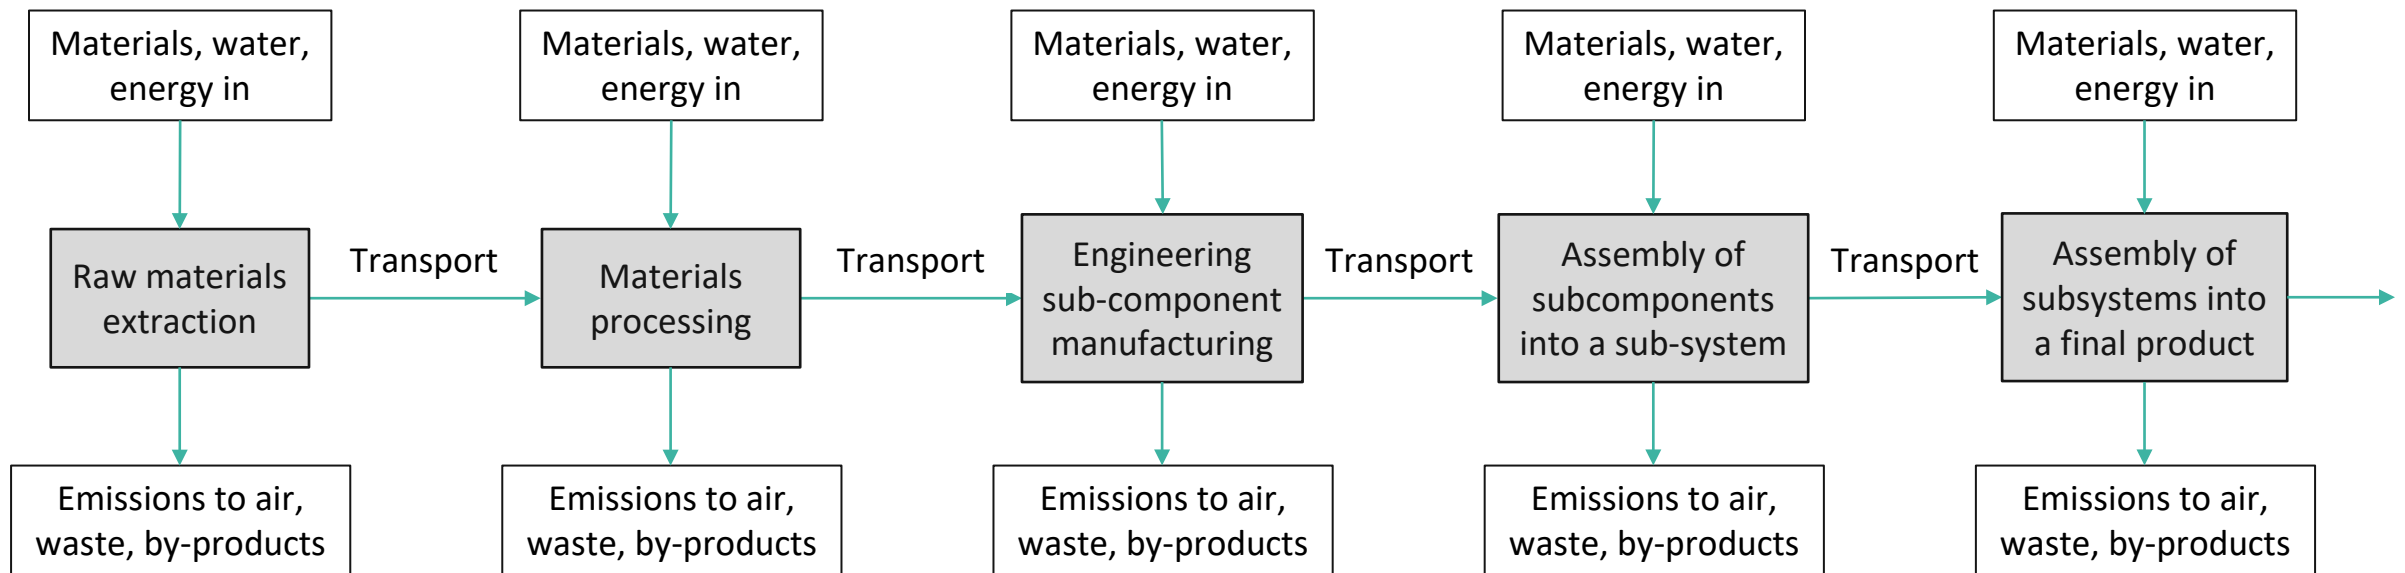 Materials, water,
energy in
Materials, water,
energy in
Materials, water,
energy in
Materials, water,
energy in
Materials, water,
energy in
Raw materials
extraction
Transport
Materials
processing
Transport
Engineering
sub-component
manufacturing
Transport
Assembly of
subcomponents
into a sub-system
Transport
Assembly of
subsystems into
a final product
Emissions to air,
waste, by-products
Emissions to air,
waste, by-products
Emissions to air,
waste, by-products
Emissions to air,
waste, by-products
Emissions to air,
waste, by-products